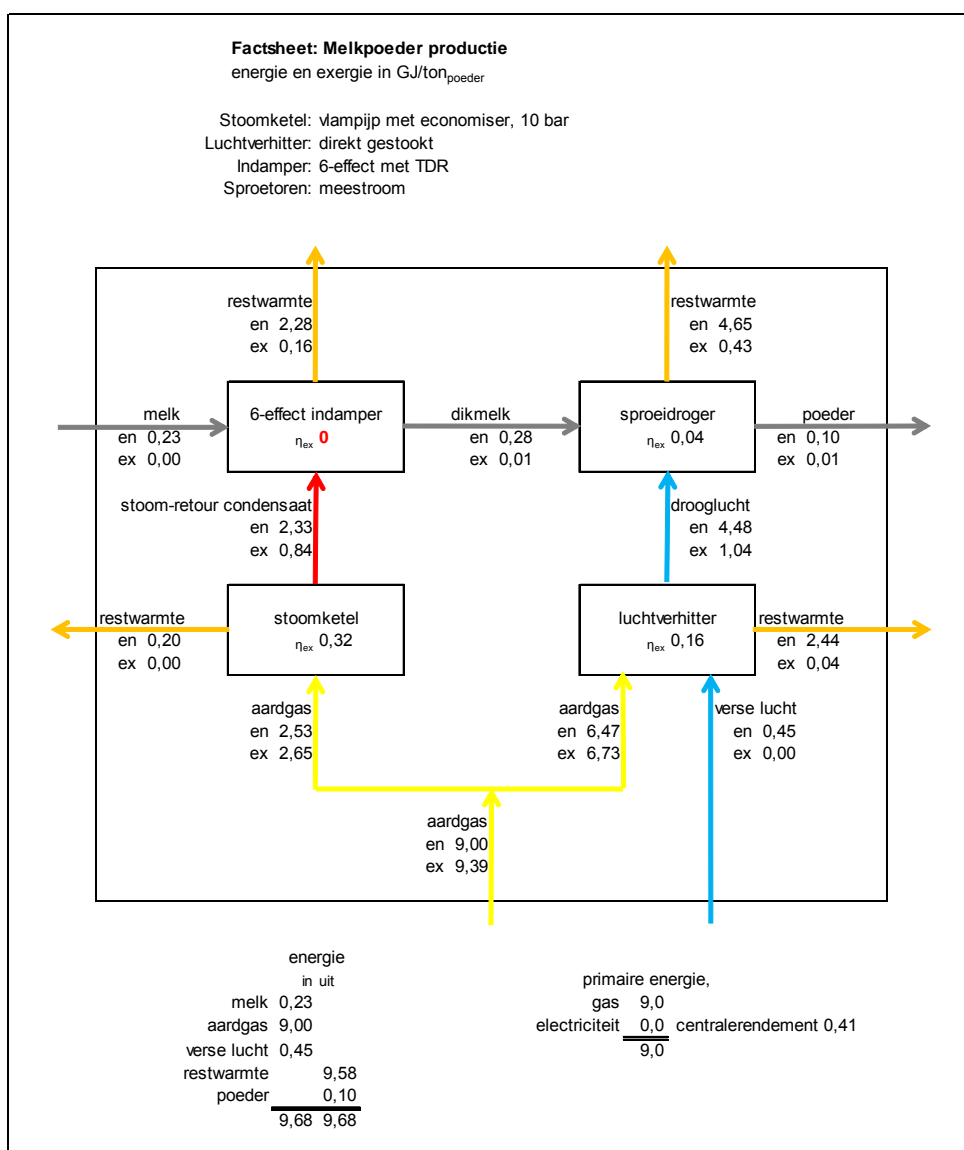 Factsheet: Melkpoeder productie
energie en exergie in GJ/ton poeder
Stoomketel: vlampijp met economiser, 10 bar
Luchtverhitter: direkt gestookt
Indamper: 6-effect met TDR
Sproetoren: meestroom
restwarmte
en 2,28
ex 0,16
restwarmte
en 4,65
ex 0,43
melk
en 0,23
ex 0,00
6-effect indamper
ηex 0
dikmelk
en 0,28
ex 0,01
sproeidroger
ηex 0,04
poeder
en 0,10
ex 0,01
stoom-retour condensaat
en 2,33
ex 0,84
drooglucht
en 4,48
ex 1,04
restwarmte
en 0,20
ex 0,00
stoomketel
ηex 0,32
luchtverhitter
ηex 0,16
restwarmte
en 2,44
ex 0,04
aardgas
en 2,53
ex 2,65
aardgas
en 6,47
ex 6,73
verse lucht
en 0,45
ex 0,00
aardgas
en 9,00
ex 9,39
energie
in uit
melk 0,23
aardgas 9,00
verse lucht 0,45
restwarmte 9,58
poeder 0,10
9,68 9,68
primaire energie,
gas 9,0
electriciteit 0,0 centralerendement 0,41
9,0